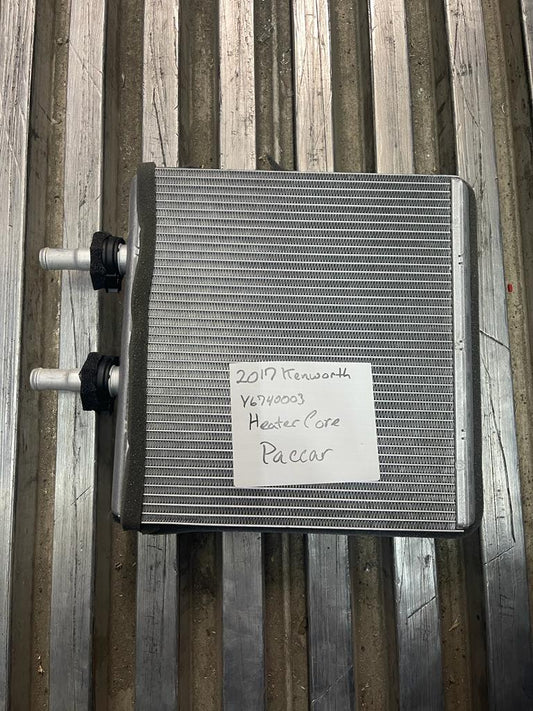 2017 Kenworth
Y6740003
Heater Core
Paccar